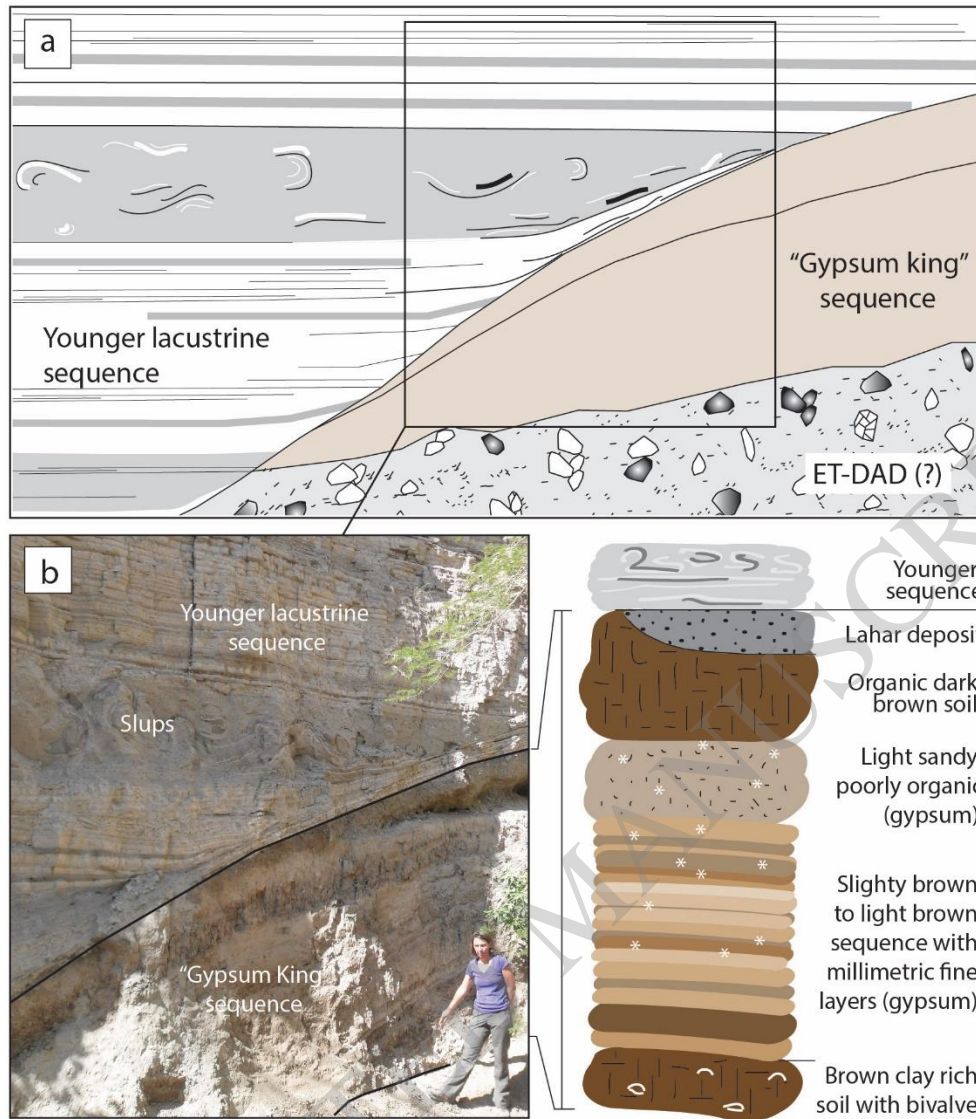 a
"Gypsum king"
sequence
Younger lacustrine
sequence
ET-DAD (?)
b
Younger lacustrine
sequence
Slups
"Gypsum King
sequence
Younger
sequence
Lahar deposi
Organic dark
brown soil
Light sandy
poorly organic
(gypsum)
Slighty brown
to light brown
sequence with
millimetric fine
layers (gypsum)
Brown clay rich
soil with bivalve
MANUSCR